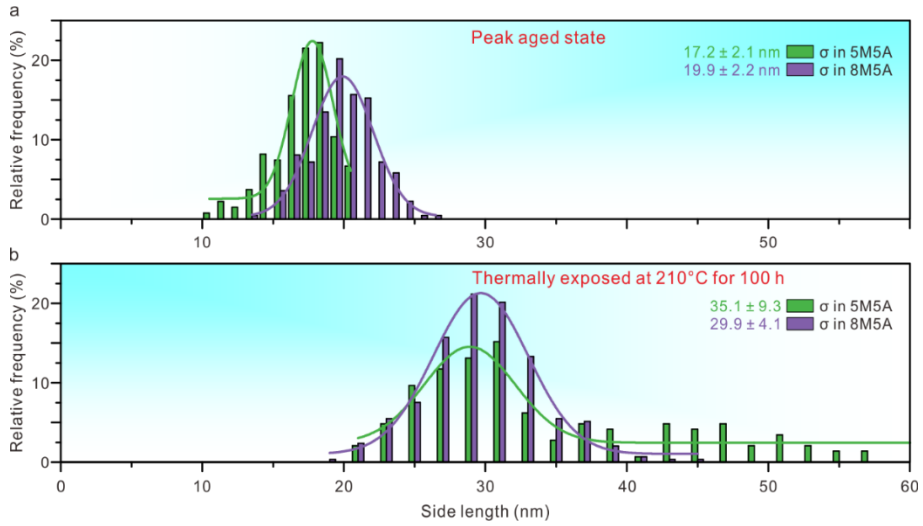 a
Peak aged state
17.2 ± 2.1 nm σ in 5M5A
19.9 ± 2.2 nm σ in 8M5A
Relative frequency (%)
20
10
0
10 20 30 40 50
b
Thermally exposed at 210°C for 100 h
35.1 ± 9.3 σ in 5M5A
29.9 ± 4.1 σ in 8M5A
Relative frequency (%)
20
10
0
0 10 20 30 40 50 60
Side length (nm)